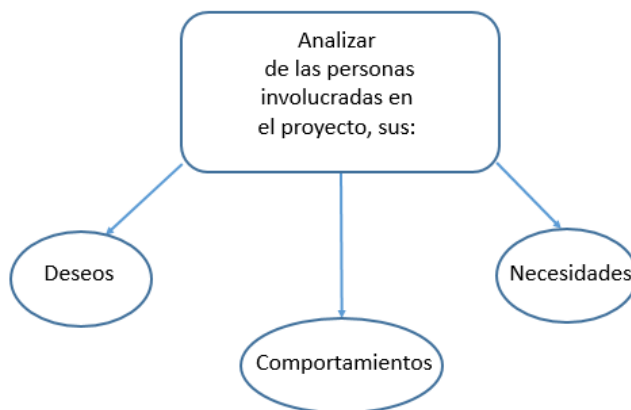 Analizar
de las personas
involucradas en
el proyecto, sus:
Deseos
Necesidades
Comportamientos